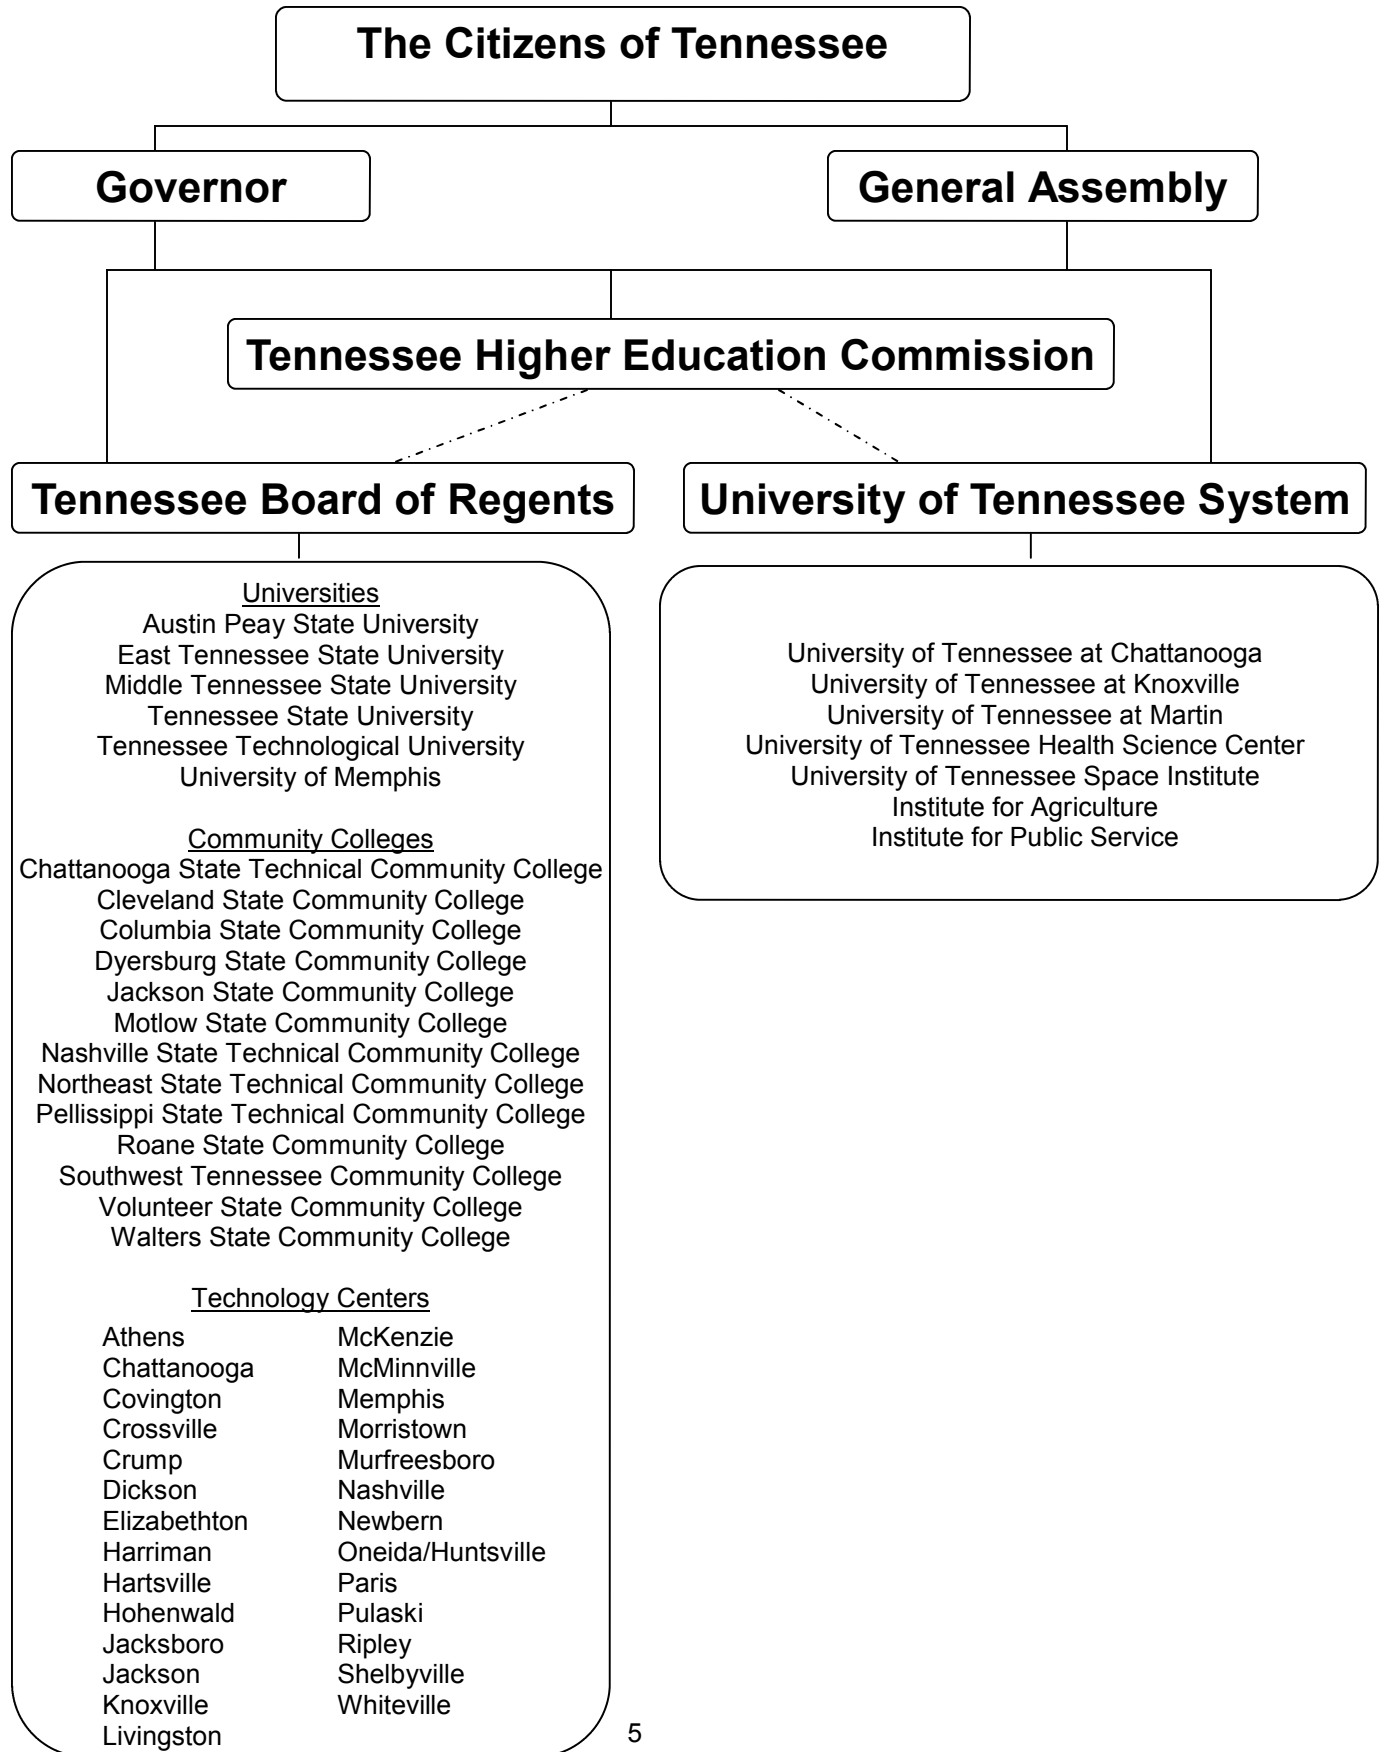 The Citizens of Tennessee
Governor
General Assembly
Tennessee Higher Education Commission
Tennessee Board of Regents
University of Tennessee System
Universities
Austin Peay State University
East Tennessee State University
Middle Tennessee State University
Tennessee State University
Tennessee Technological University
University of Memphis
Community Colleges
Chattanooga State Technical Community College
Cleveland State Community College
Columbia State Community College
Dyersburg State Community College
Jackson State Community College
Motlow State Community College
Nashville State Technical Community College
Northeast State Technical Community College
Pellissippi State Technical Community College
Roane State Community College
Southwest Tennessee Community College
Volunteer State Community College
Walters State Community College
Technology Centers
Athens
Chattanooga
Covington
Crossville
Crump
Dickson
Elizabethton
Harriman
Hartsville
Hohenwald
Jacksboro
Jackson
Knoxville
Livingston
McKenzie
McMinnville
Memphis
Morristown
Murfreesboro
Nashville
Newbern
Oneida/Huntsville
Paris
Pulaski
Ripley
Shelbyville
Whiteville
University of Tennessee at Chattanooga
University of Tennessee at Knoxville
University of Tennessee at Martin
University of Tennessee Health Science Center
University of Tennessee Space Institute
Institute for Agriculture
Institute for Public Service
5